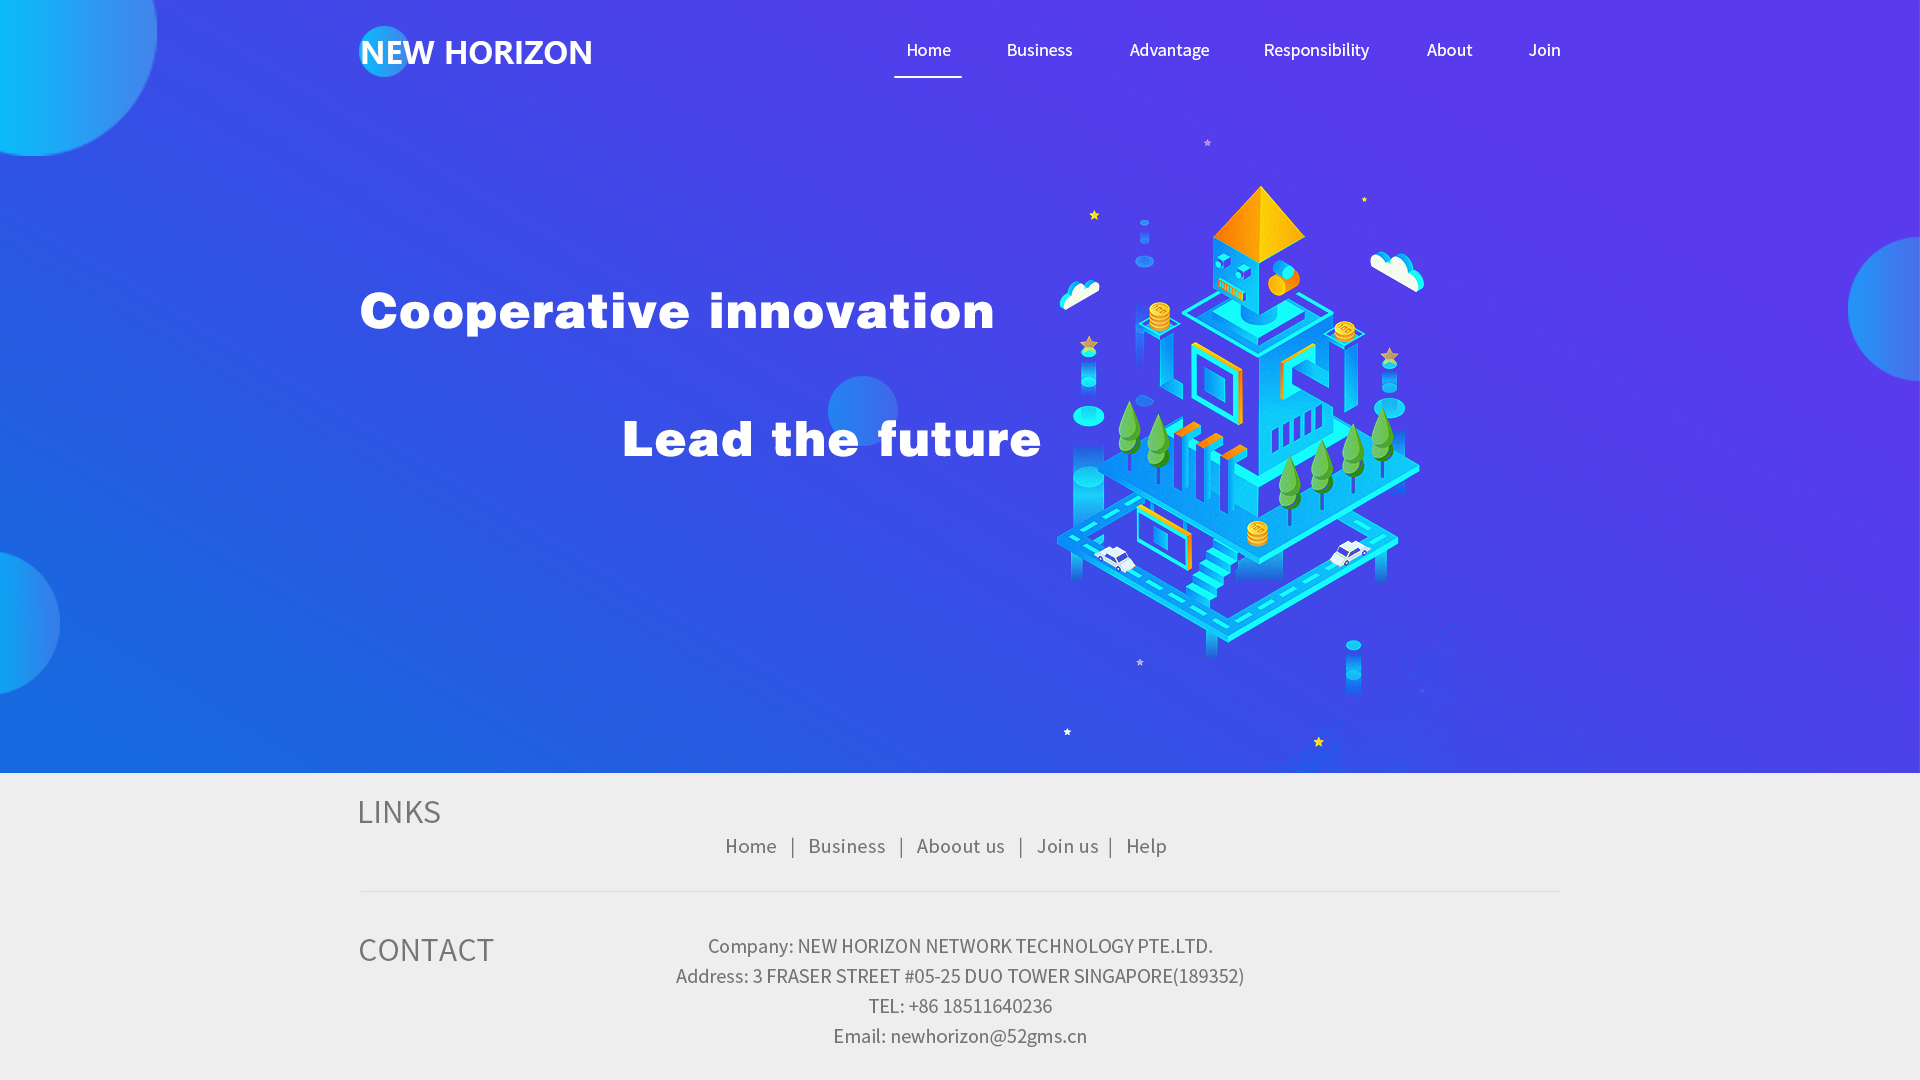 NEW HORIZON
Home Business Advantage Responsibility About Join
Cooperative innovation
Lead the future
LINKS
Home | Business | Aboout us | Join us | Help
CONTACT
Company: NEW HORIZON NETWORK TECHNOLOGY PTE.LTD.
Address: 3 FRASER STREET #05-25 DUO TOWER SINGAPORE(189352)
TEL: +86 18511640236
Email: newhorizon@52gms.cn